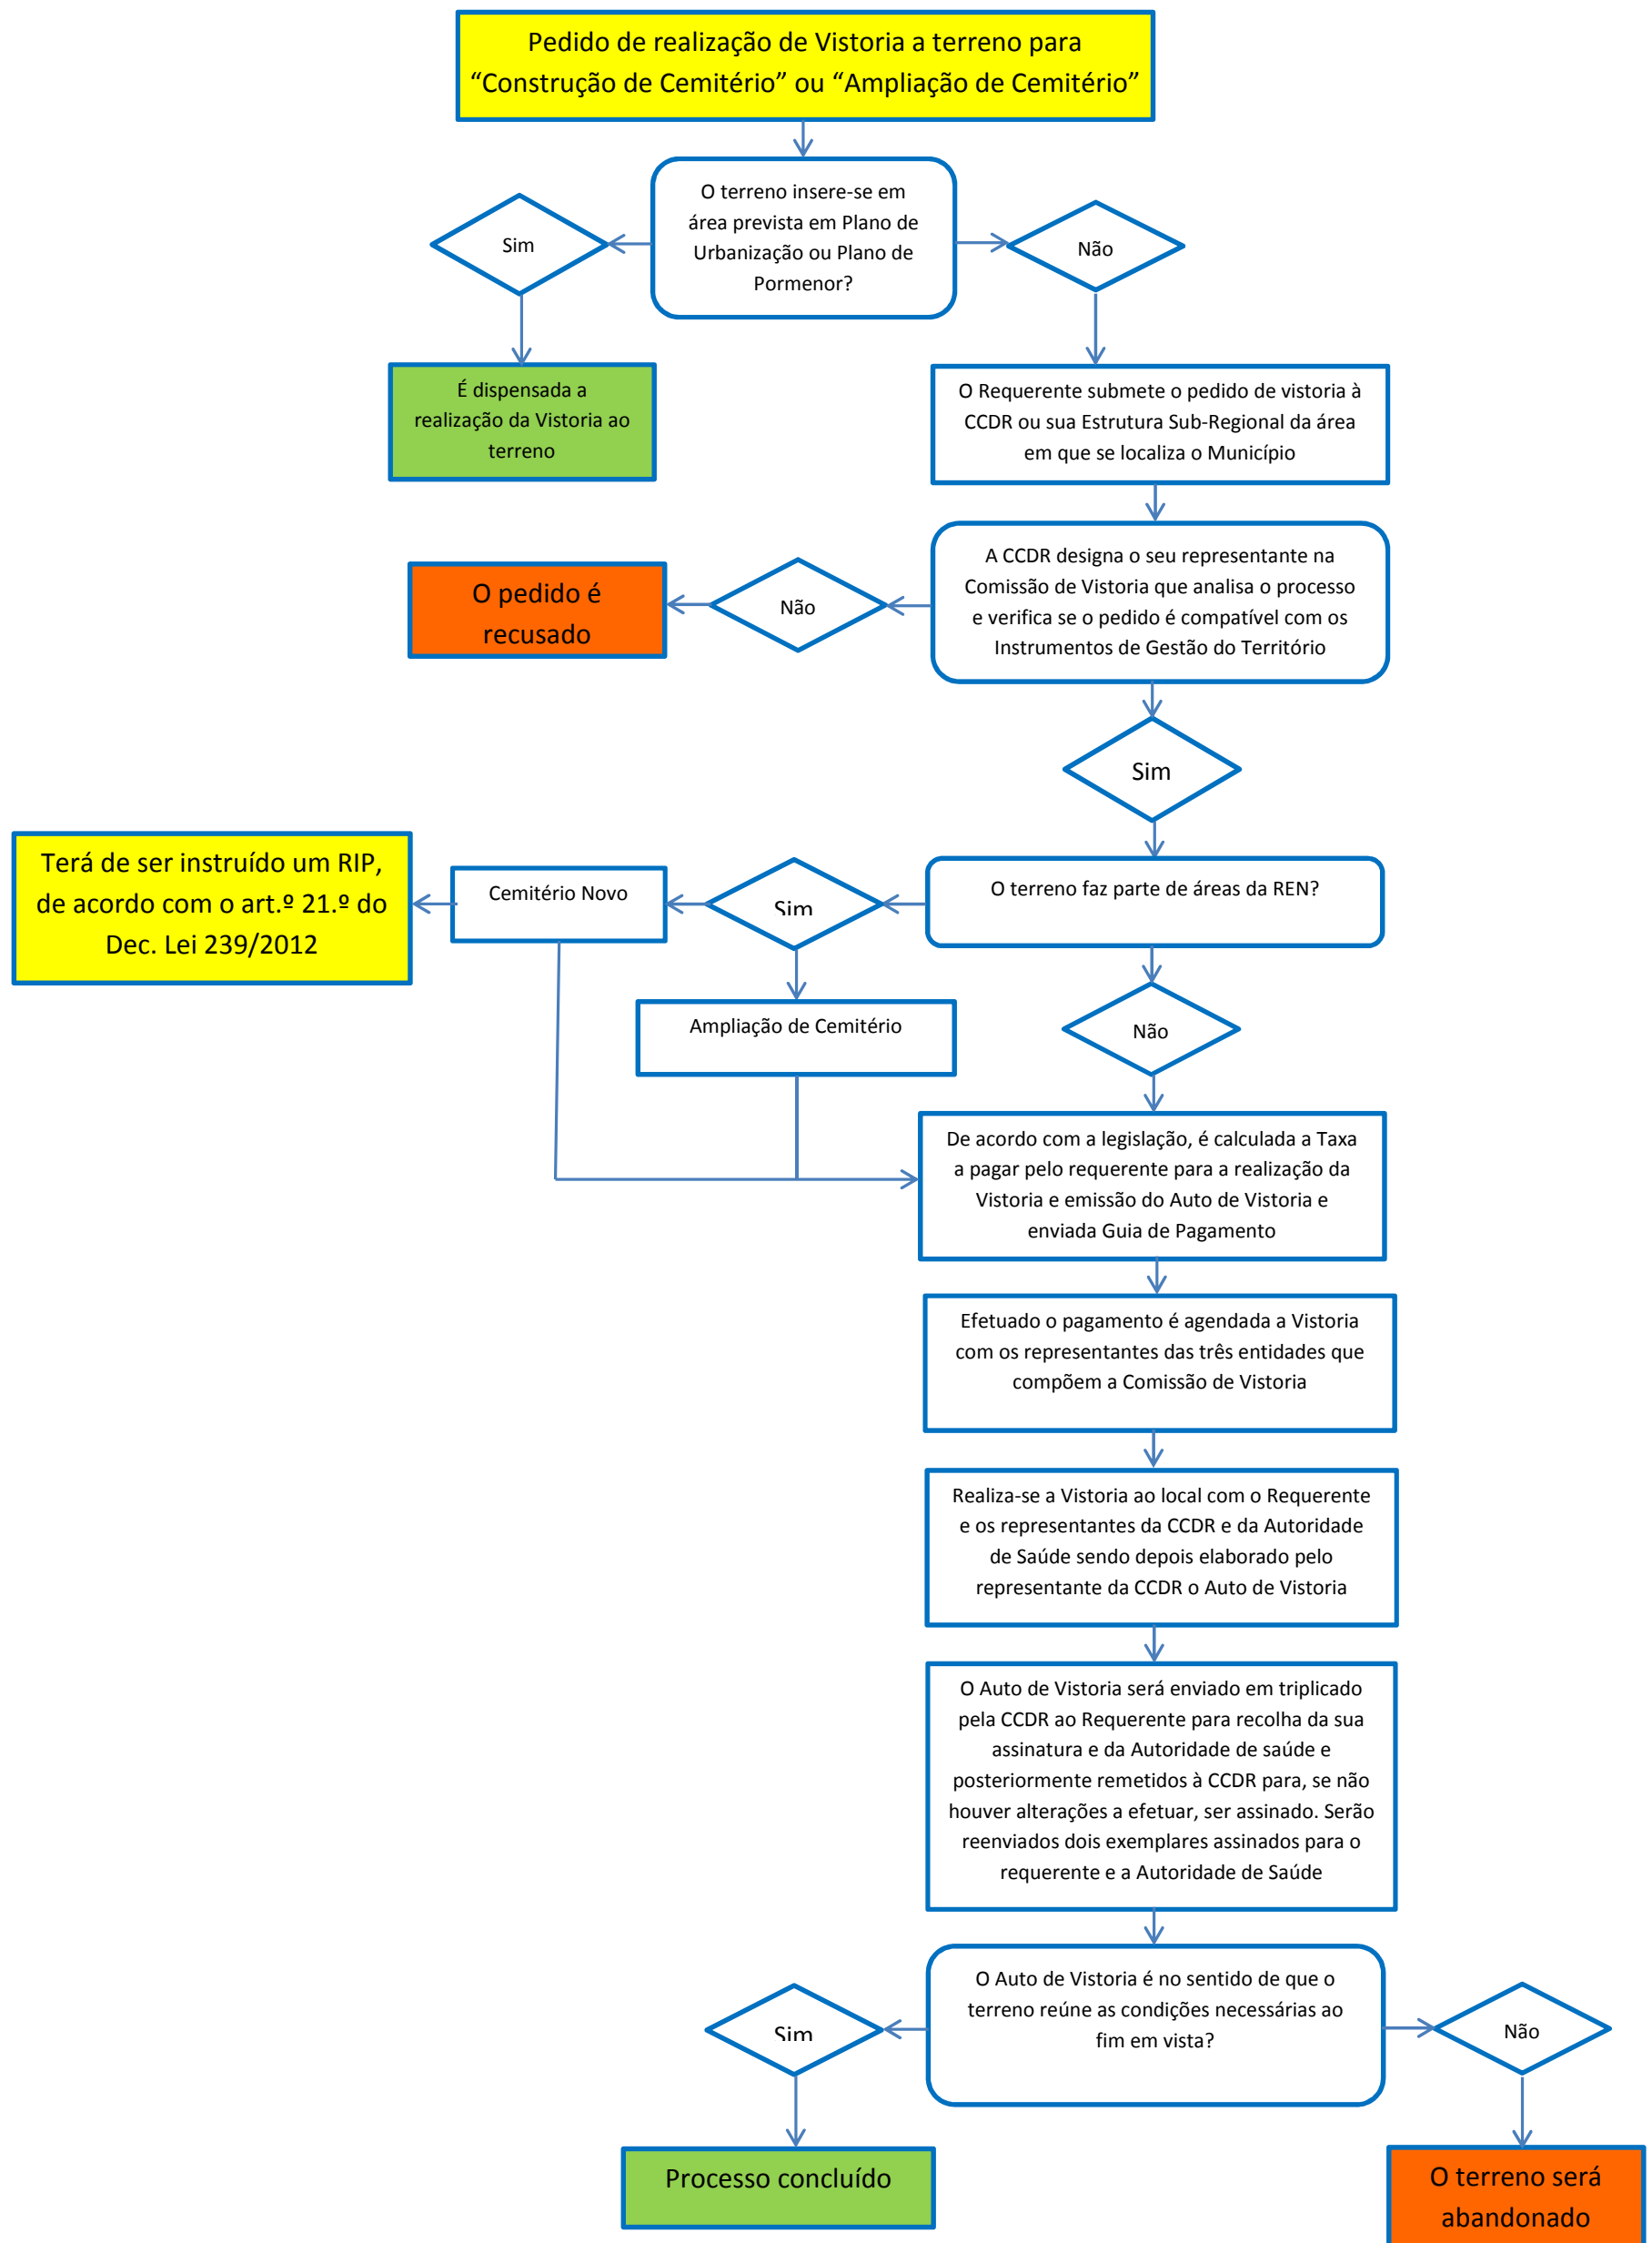 Pedido de realização de Vistoria a terreno para
“Construção de Cemitério” ou “Ampliação de Cemitério”
O terreno insere-se em
área prevista em Plano de
Urbanização ou Plano de
Pormenor?
Sim
Não
É dispensada a
realização da Vistoria ao
terreno
O Requerente submete o pedido de vistoria à
CCDR ou sua Estrutura Sub-Regional da área
em que se localiza o Município
A CCDR designa o seu representante na
Comissão de Vistoria que analisa o processo
e verifica se o pedido é compatível com os
Instrumentos de Gestão do Território
Não
O pedido é
recusado
Sim
O terreno faz parte de áreas da REN?
Sim
Cemitério Novo
Terá de ser instruído um RIP,
de acordo com o art.º 21.º do
Dec. Lei 239/2012
Ampliação de Cemitério
Não
De acordo com a legislação, é calculada a Taxa
a pagar pelo requerente para a realização da
Vistoria e emissão do Auto de Vistoria e
enviada Guia de Pagamento
Efetuado o pagamento é agendada a Vistoria
com os representantes das três entidades que
compõem a Comissão de Vistoria
Realiza-se a Vistoria ao local com o Requerente
e os representantes da CCDR e da Autoridade
de Saúde sendo depois elaborado pelo
representante da CCDR o Auto de Vistoria
O Auto de Vistoria será enviado em triplicado
pela CCDR ao Requerente para recolha da sua
assinatura e da Autoridade de saúde e
posteriormente remetidos à CCDR para, se não
houver alterações a efetuar, ser assinado. Serão
reenviados dois exemplares assinados para o
requerente e a Autoridade de Saúde
O Auto de Vistoria é no sentido de que o
terreno reúne as condições necessárias ao
fim em vista?
Sim
Não
Processo concluído
O terreno será
abandonado